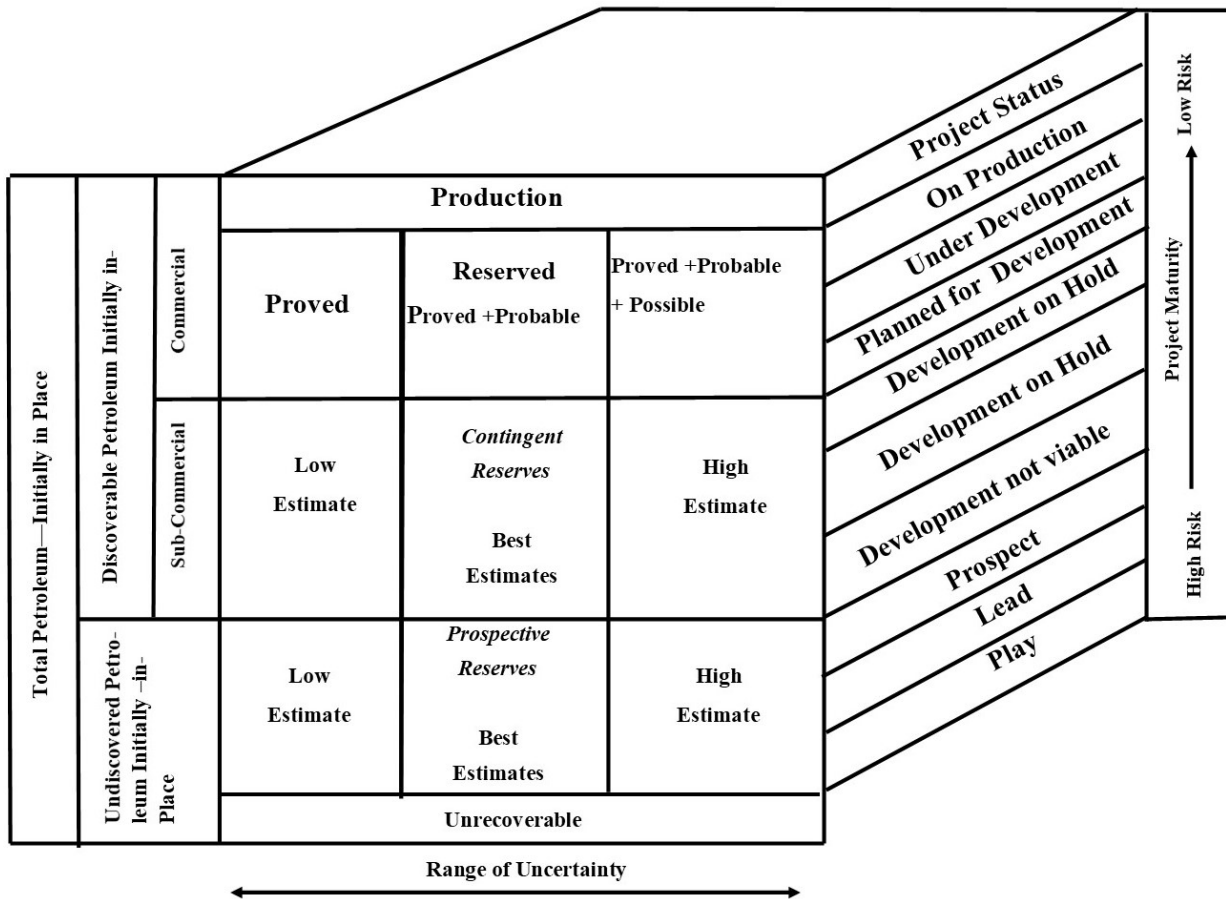 Total Petroleum—Initially in Place
Discoverable Petroleum Initially in-
Commercial
Sub-Commercial
Undiscovered Petro-
leum Initially –in-
Place
Production
Proved
Reserved
Proved +Probable
Proved +Probable
+ Possible
Low
Estimate
Contingent
Reserves
Best
Estimates
High
Estimate
Low
Estimate
Prospective
Reserves
Best
Estimates
High
Estimate
Unrecoverable
Range of Uncertainty
Project Status
On Production
Under Development
Planned for Development
Development on Hold
Development on Hold
Development not viable
Prospect
Lead
Play
Low Risk
Project Maturity
High Risk